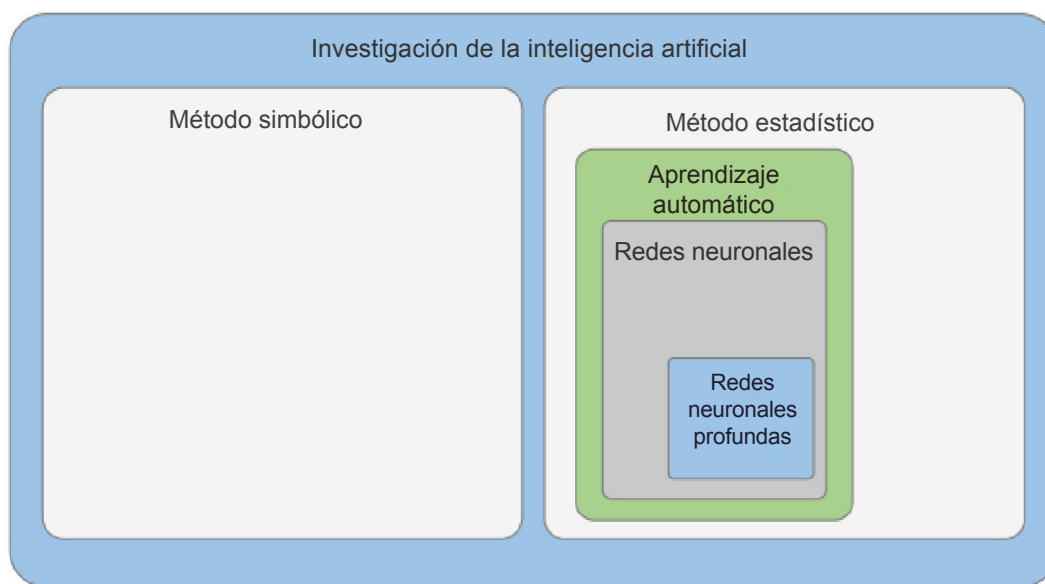 Investigación de la inteligencia artificial
Método simbólico
Método estadístico
Aprendizaje
automático
Redes neuronales
Redes
neuronales
profundas